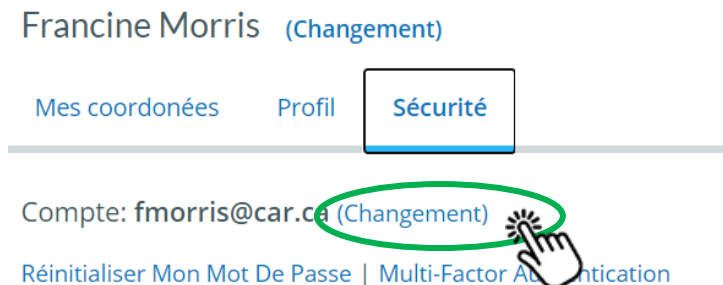 Francine Morris (Changement)
Mes coordonées Profil Sécurité
Compte: fmorris@car.ca (Changement)
Réinitialiser Mon Mot De Passe | Multi-Factor Authentication